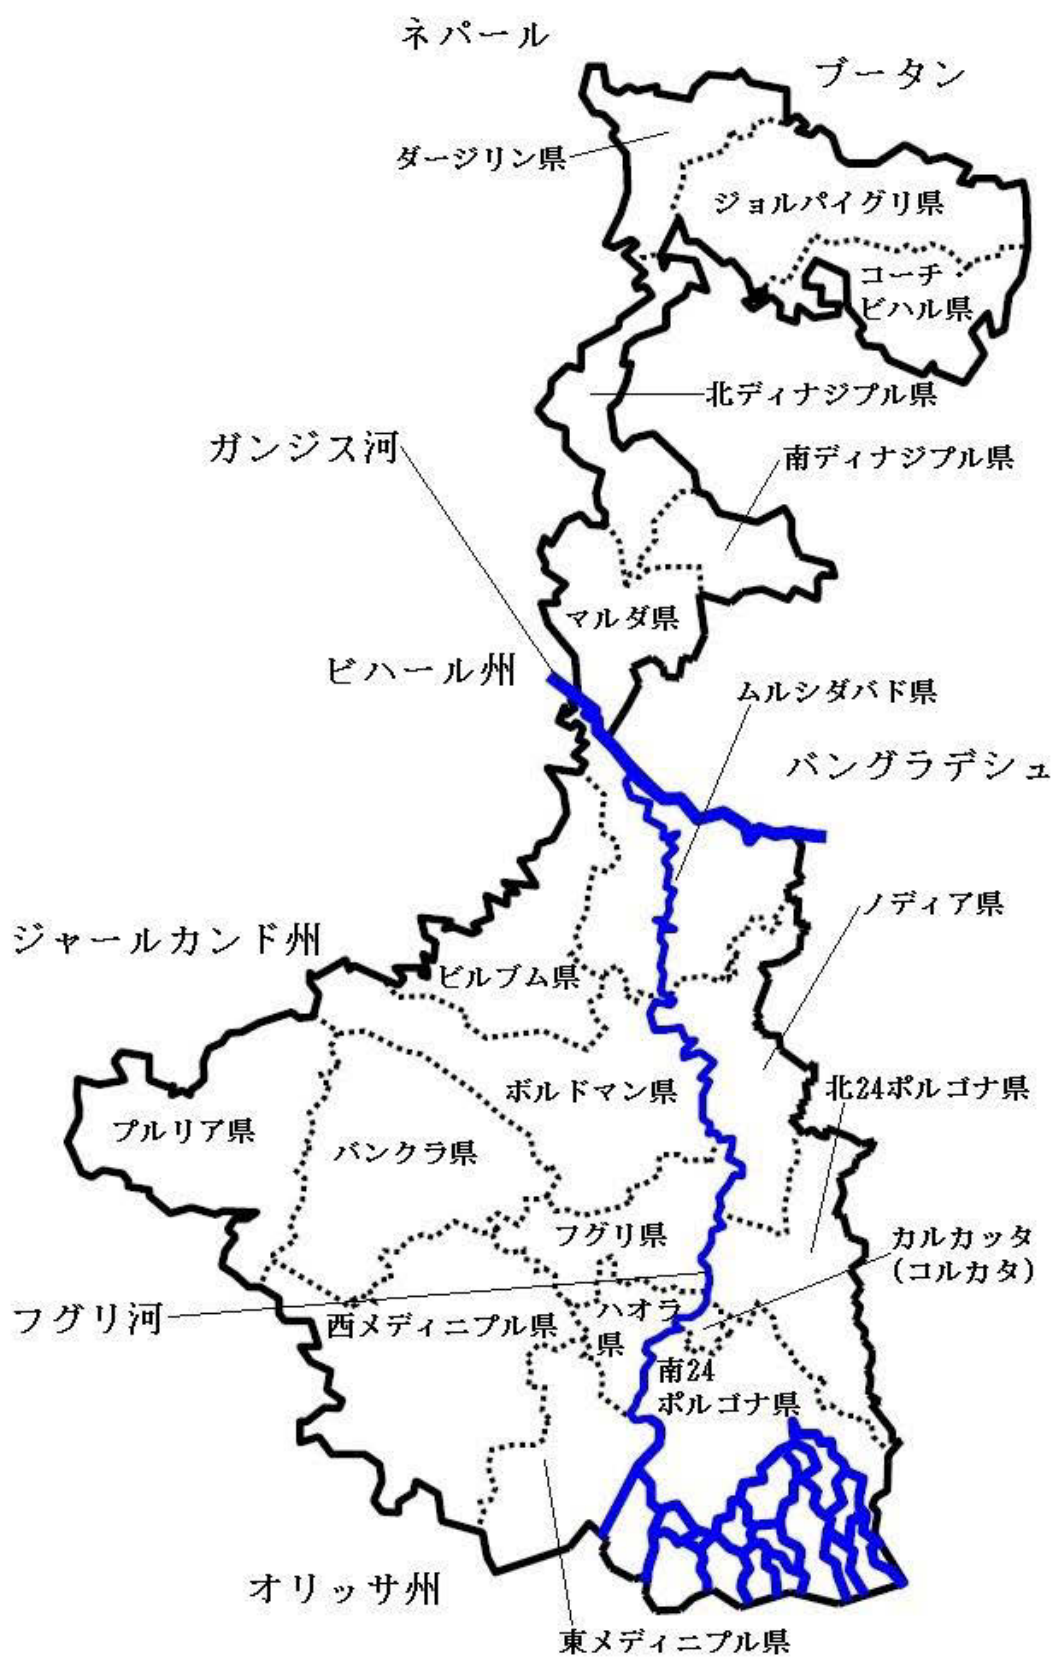 ネパール
ブータン
ダージリン県
ジョルパイグリ県
コーチ
ビハル県
北ディナジプル県
ガンジス河
南ディナジプル県
マルダ県
ビハール州
ムルシダバド県
バングラデシュ
ノディア県
ジャールカンド州
ビルブム県
ボルドマン県
北24ポルゴナ県
プルリア県
バンクラ県
フグリ県
カルカッタ
(コルカタ)
フグリ河
西メディニプル県
ハオラ
県
南24
ポルゴナ県
オリッサ州
東メディニプル県